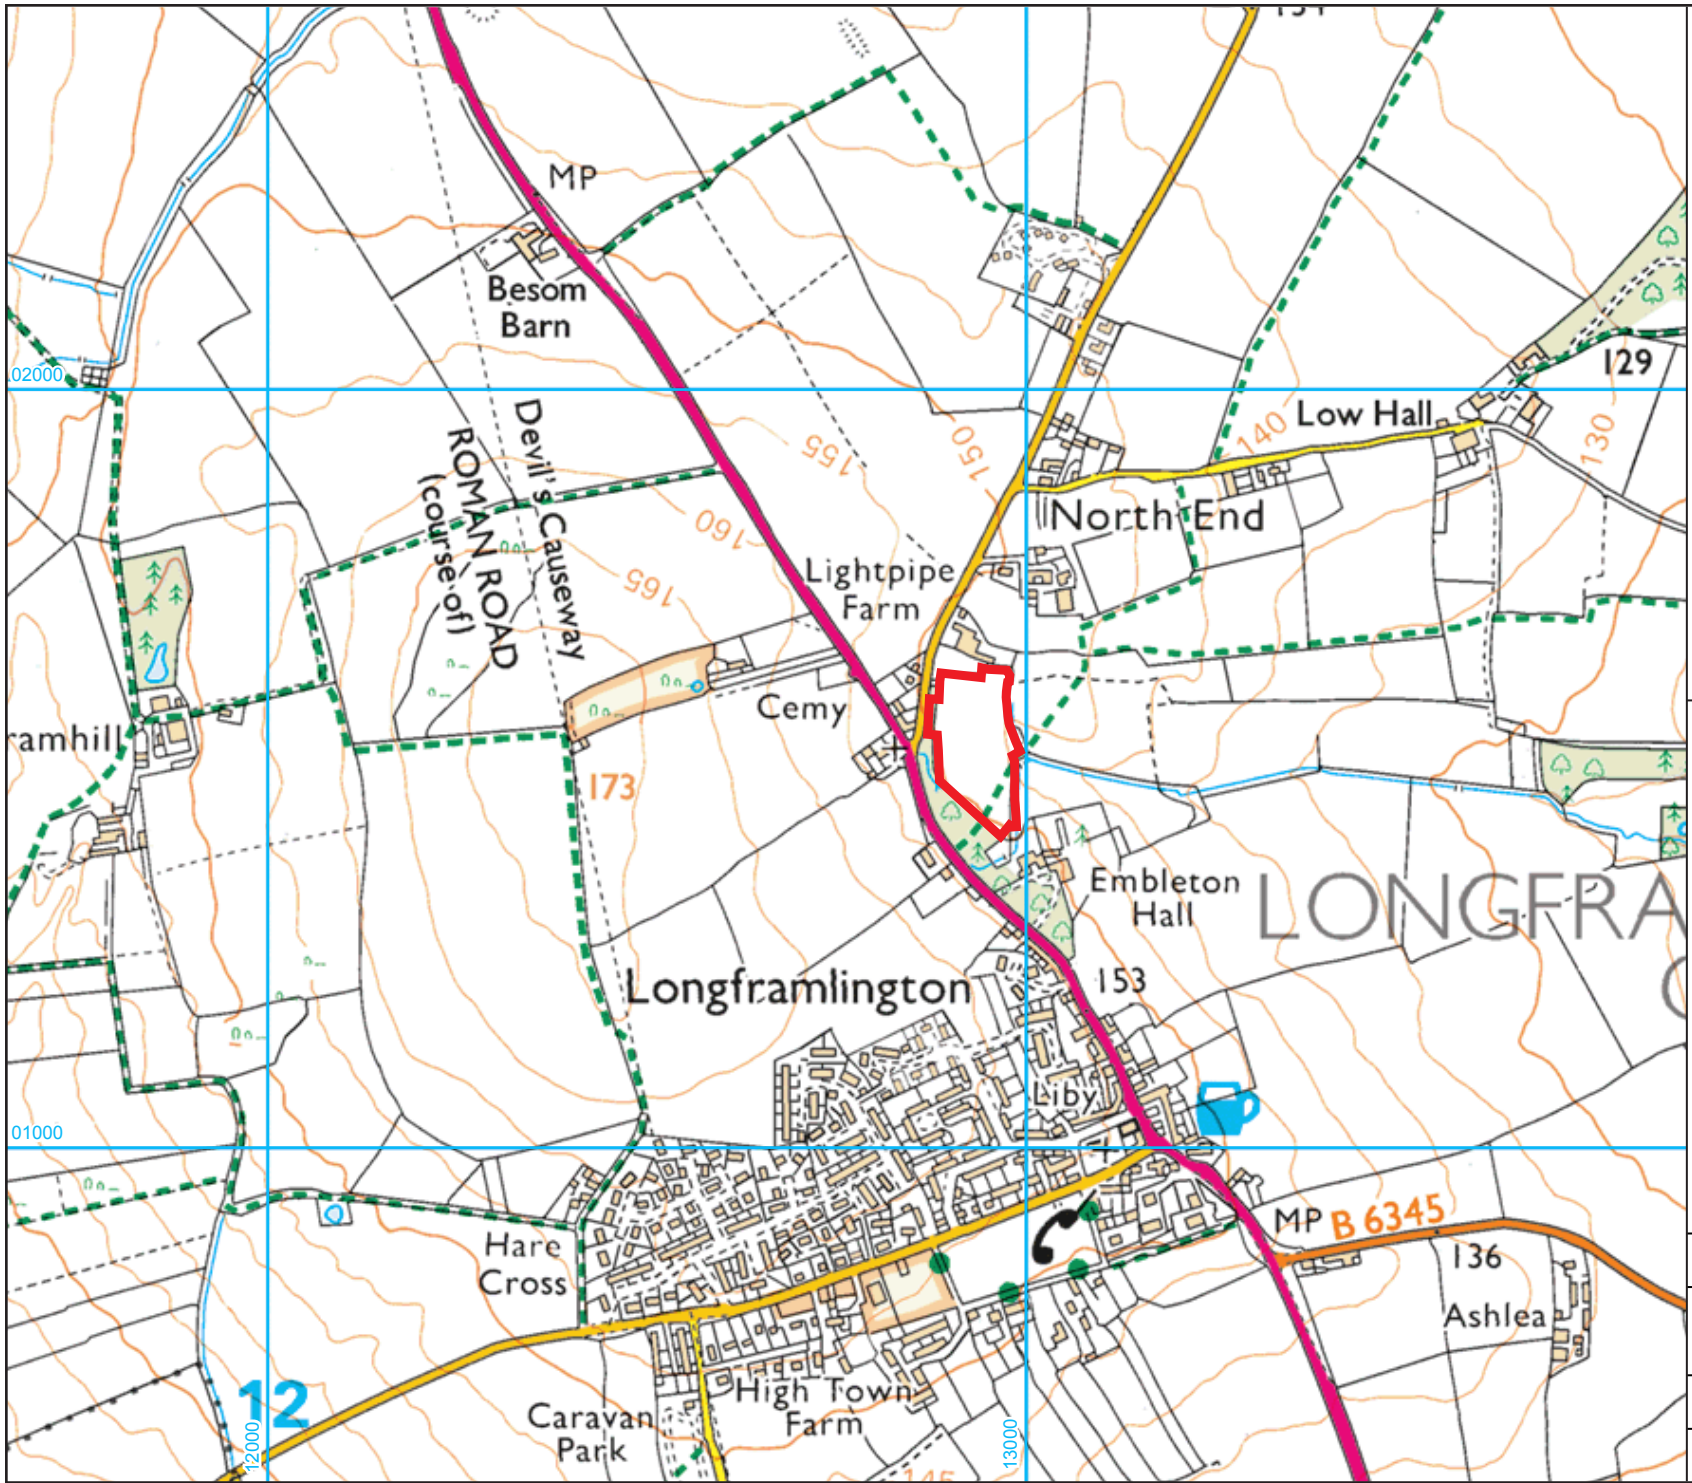 MP
Besom
Barn
02000
129
Low Hall
140
130
Devil's Causeway
ROMAN ROAD
(course of)
155
150
160
165
North End
Lightpipe
Farm
Cemy
ramhill
173
Embleton
Hall
LONGFRA
Longframlington
153
Liby
01000
MP
B 6345
136
Hare
Cross
Ashlea
12
High Town
Farm
Caravan
Park
12000
13000
145